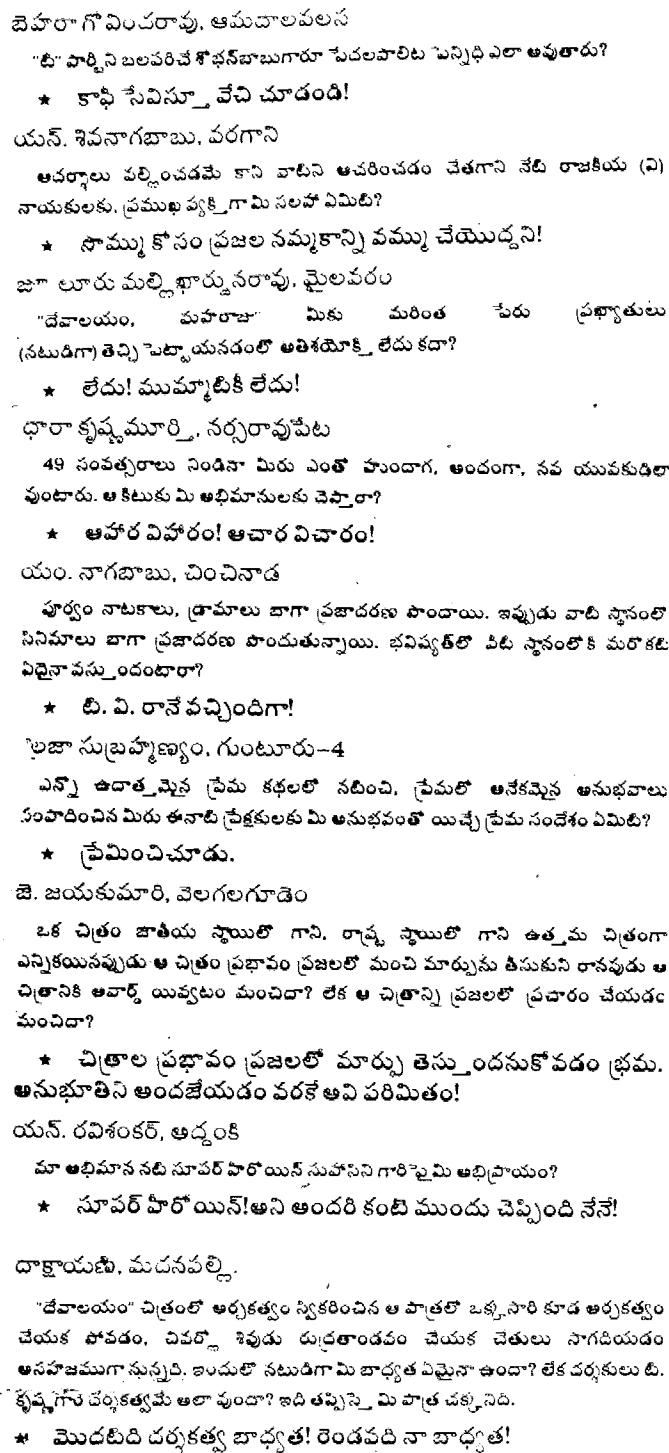 బెహరా గోవిందరావు, ఆమదాలవలస
"టీ" పార్టీని బలపరిచే శోభన్‌బాబుగారూ పేదలపాలిట పెన్నిధి ఎలా అవుతారు?
★ కాఫీ సేవిస్తూ వేచి చూడండి!
యన్. శివనాగబాబు, వరగాని
ఆదర్శాలు వల్లించడమే కాని వాటిని ఆచరించడం చేతగాని నేటి రాజకీయ (వి)
నాయకులకు, ప్రముఖ వ్యక్తిగా మీ సలహా ఏమిటి?
★ సొమ్ము కోసం ప్రజల నమ్మకాన్ని వమ్ము చేయొద్దని!
జూలూరు మల్లిఖార్జునరావు, మైలవరం
"దేవాలయం, మహారాజు మీకు మరింత పేరు ప్రఖ్యాతులు
(నటుడిగా) తెచ్చి పెట్టాయనడంలో అతిశయోక్తి లేదు కదా?
★ లేదు! ముమ్మాటికీ లేదు!
ధారా కృష్ణమూర్తి, నర్సరావుపేట
49 సంవత్సరాలు నిండినా మీరు ఎంతో హుందాగ, అందంగా, నవ యువకుడిలా
వుంటారు. ఆ కిటుకు మీ అభిమానులకు చెప్తారా?
★ ఆహార విహారం! ఆచార విచారం!
యం. నాగబాబు, చించినాడ
పూర్వం నాటకాలు, డ్రామాలు బాగా ప్రజాదరణ పొందాయి. ఇప్పుడు వాటి స్థానంలో
సినిమాలు బాగా ప్రజాదరణ పొందుతున్నాయి. భవిష్యత్‌లో వీటి స్థానంలోకి మరొకటి
ఏదైనా వస్తుందంటారా?
★ టి. వి. రానే వచ్చిందిగా!
శైలజా సుబ్రహ్మణ్యం, గుంటూరు-4
ఎన్నో ఉదాత్తమైన ప్రేమ కథలలో నటించి, ప్రేమలో అనేకమైన అనుభవాలు
సంపాదించిన మీరు ఈనాటి ప్రేక్షకులకు మీ అనుభవంతో యిచ్చే ప్రేమ సందేశం ఏమిటి?
★ ప్రేమించిచూడు.
జె. జయకుమారి, వెలగలగూడెం
ఒక చిత్రం జాతీయ స్థాయిలో గాని, రాష్ట్ర స్థాయిలో గాని ఉత్తమ చిత్రంగా
ఎన్నికయినప్పుడు ఆ చిత్రం ప్రభావం ప్రజలలో మంచి మార్పును తీసుకుని రానపుడు ఆ
చిత్రానికి అవార్డ్ యివ్వటం మంచిదా? లేక ఆ చిత్రాన్ని ప్రజలలో ప్రచారం చేయడం
మంచిదా?
★ చిత్రాల ప్రభావం ప్రజలలో మార్పు తెస్తుందనుకోవడం భ్రమ.
అనుభూతిని అందజేయడం వరకే అవి పరిమితం!
యన్. రవిశంకర్, అద్దంకి
మా అభిమాన నటి సూపర్ హీరోయిన్ సుహాసిని గారిపై మీ అభిప్రాయం?
★ సూపర్ హీరోయిన్!అని అందరి కంటె ముందు చెప్పింది నేనే!
దాక్షాయణి, మదనపల్లి.
"దేవాలయం" చిత్రంలో అర్చకత్వం స్వీకరించిన ఆ పాత్రలో ఒక్కసారి కూడ అర్చకత్వం
చేయక పోవడం, చివర్లో శివుడు రుద్రతాండవం చేయక చేతులు సాగదియడం
అసహజముగా నున్నది. ఇందులో నటుడిగా మీ బాధ్యత ఏమైనా ఉందా? లేక దర్శకులు టి.
కృష్ణగారి దర్శకత్వమే అలా వుందా? ఇది తప్పిస్తే మీ పాత్ర చక్కనిది.
★ మొదటిది దర్శకత్వ బాధ్యత! రెండవది నా బాధ్యత!